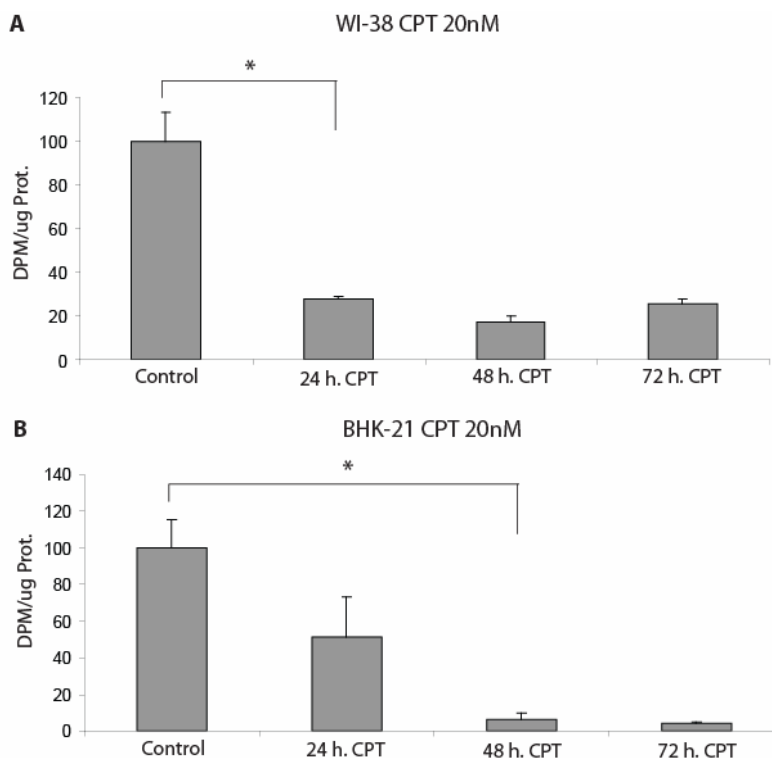 A
WI-38 CPT 20nM
*
120
100
80
60
40
20
0
DPM/ug Prot.
Control
24 h. CPT
48 h. CPT
72 h. CPT
B
BHK-21 CPT 20nM
*
140
120
100
80
60
40
20
0
DPM/ug Prot.
Control
24 h. CPT
48 h. CPT
72 h. CPT